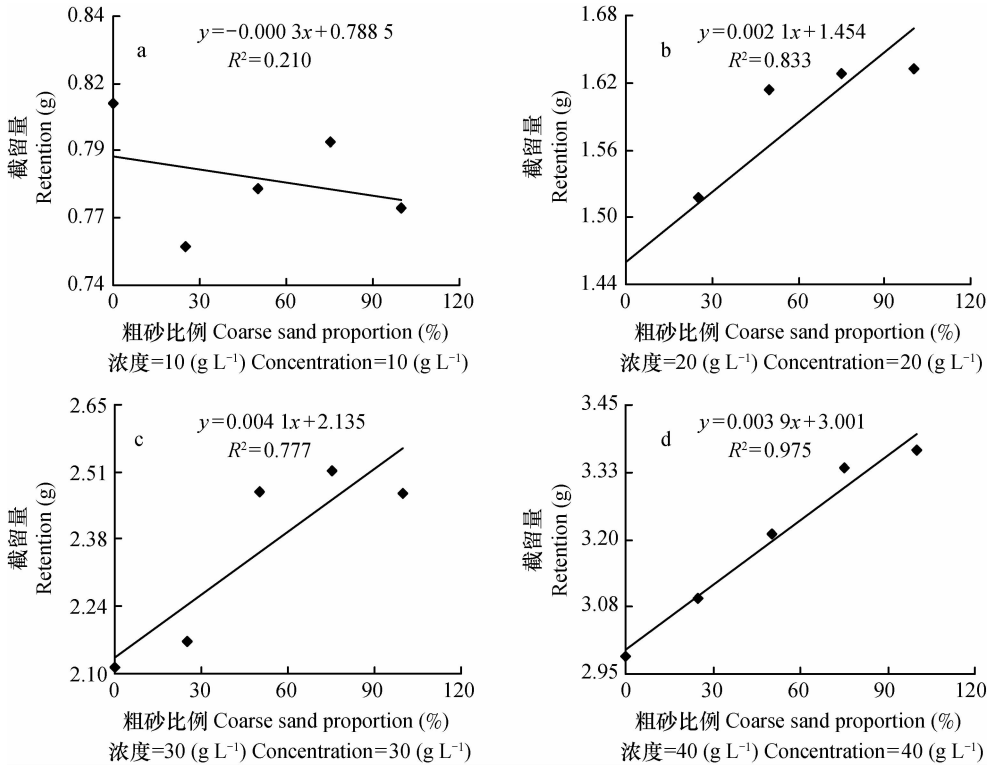 a
y=−0.000 3x+0.788 5
R²=0.210
截留量
Retention (g)
0.84
0.82
0.79
0.77
0.74
0 30 60 90 120
粗砂比例 Coarse sand proportion (%)
浓度=10 (g L⁻¹) Concentration=10 (g L⁻¹)
b
y=0.002 1x+1.454
R²=0.833
截留量
Retention (g)
1.68
1.62
1.56
1.50
1.44
0 30 60 90 120
粗砂比例 Coarse sand proportion (%)
浓度=20 (g L⁻¹) Concentration=20 (g L⁻¹)
c
y=0.004 1x+2.135
R²=0.777
截留量
Retention (g)
2.65
2.51
2.38
2.24
2.10
0 30 60 90 120
粗砂比例 Coarse sand proportion (%)
浓度=30 (g L⁻¹) Concentration=30 (g L⁻¹)
d
y=0.003 9x+3.001
R²=0.975
截留量
Retention (g)
3.45
3.33
3.20
3.08
2.95
0 30 60 90 120
粗砂比例 Coarse sand proportion (%)
浓度=40 (g L⁻¹) Concentration=40 (g L⁻¹)